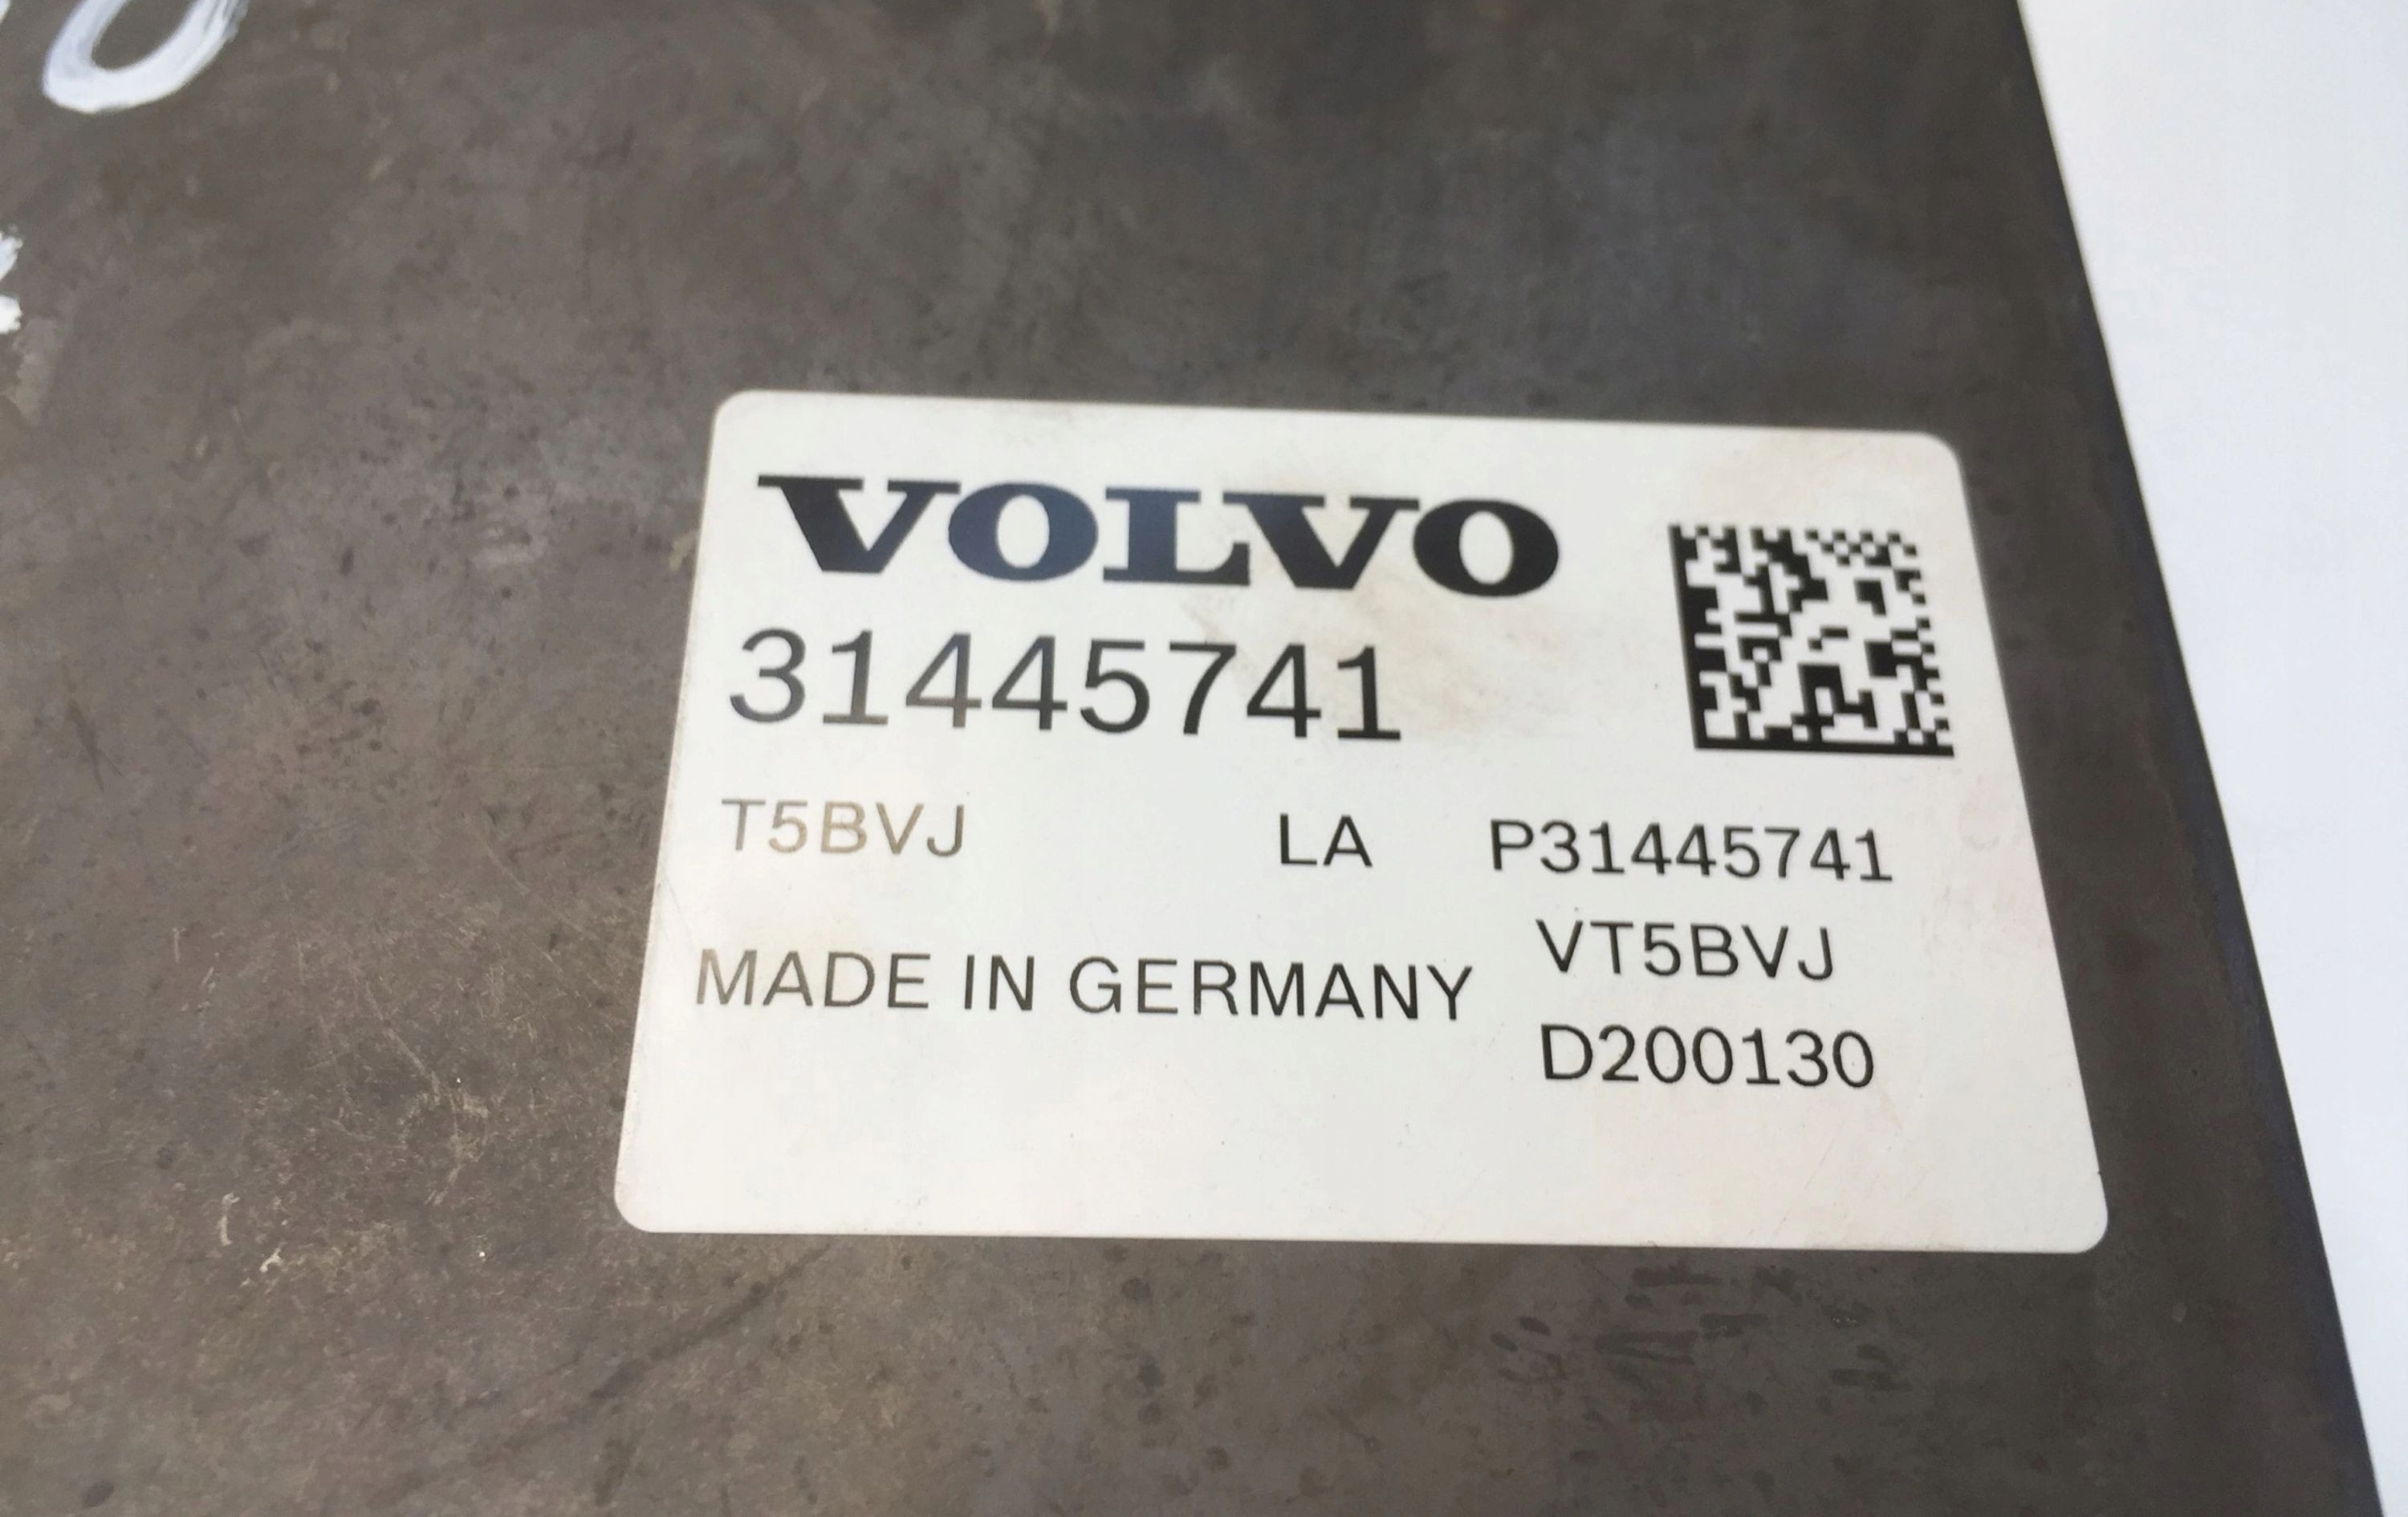 VOLVO
31445741
T5BVJ LA P31445741
VT5BVJ
MADE IN GERMANY
D200130